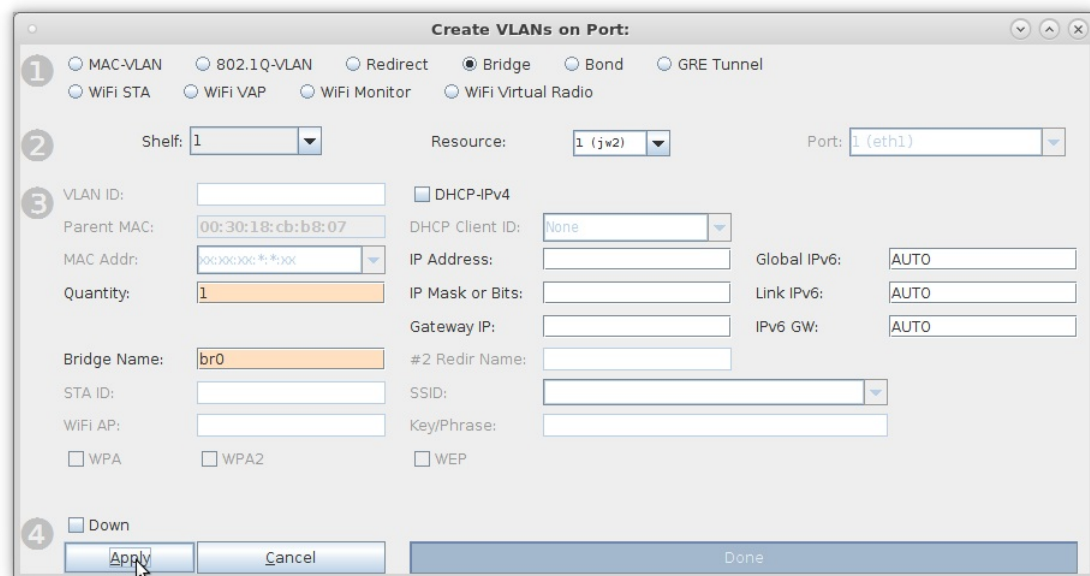 Create VLANs on Port:
1 MAC-VLAN 802.1Q-VLAN Redirect Bridge Bond GRE Tunnel
WiFi STA WiFi VAP WiFi Monitor WiFi Virtual Radio
2 Shelf: 1 Resource: 1 (jw2) Port: 1 (eth1)
3 VLAN ID: DHCP-IPv4
Parent MAC: 00:30:18:cb:b8:07 DHCP Client ID: None
MAC Addr: xx:xx:xx:*:*:xx IP Address: Global IPv6: AUTO
Quantity: 1 IP Mask or Bits: Link IPv6: AUTO
Gateway IP: IPv6 GW: AUTO
Bridge Name: br0 #2 Redir Name:
STA ID: SSID:
WiFi AP: Key/Phrase:
WPA WPA2 WEP
4 Down
Apply Cancel Done